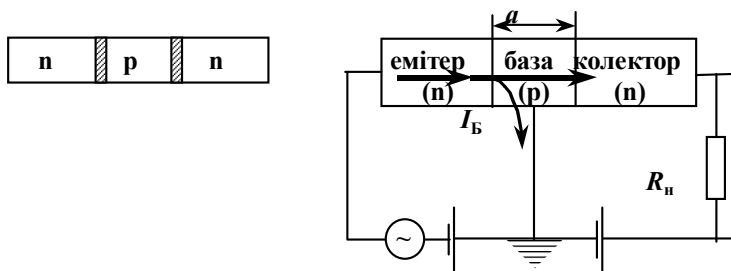 n p n
a
емітер база колектор
(n) (p) (n)
I_Б
R_н
~